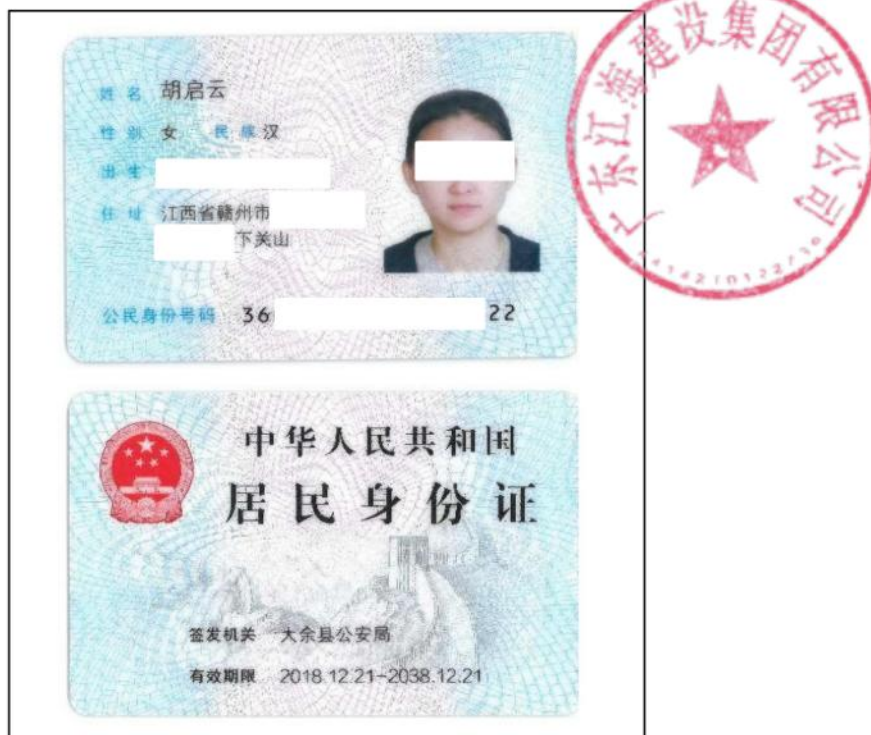 姓名 胡启云
性别 女 民族 汉
出生
住址 江西省赣州市
下关山
公民身份号码 36 22
广东江海建设集团有限公司
中华人民共和国
居民身份证
签发机关 大余县公安局
有效期限 2018.12.21-2038.12.21